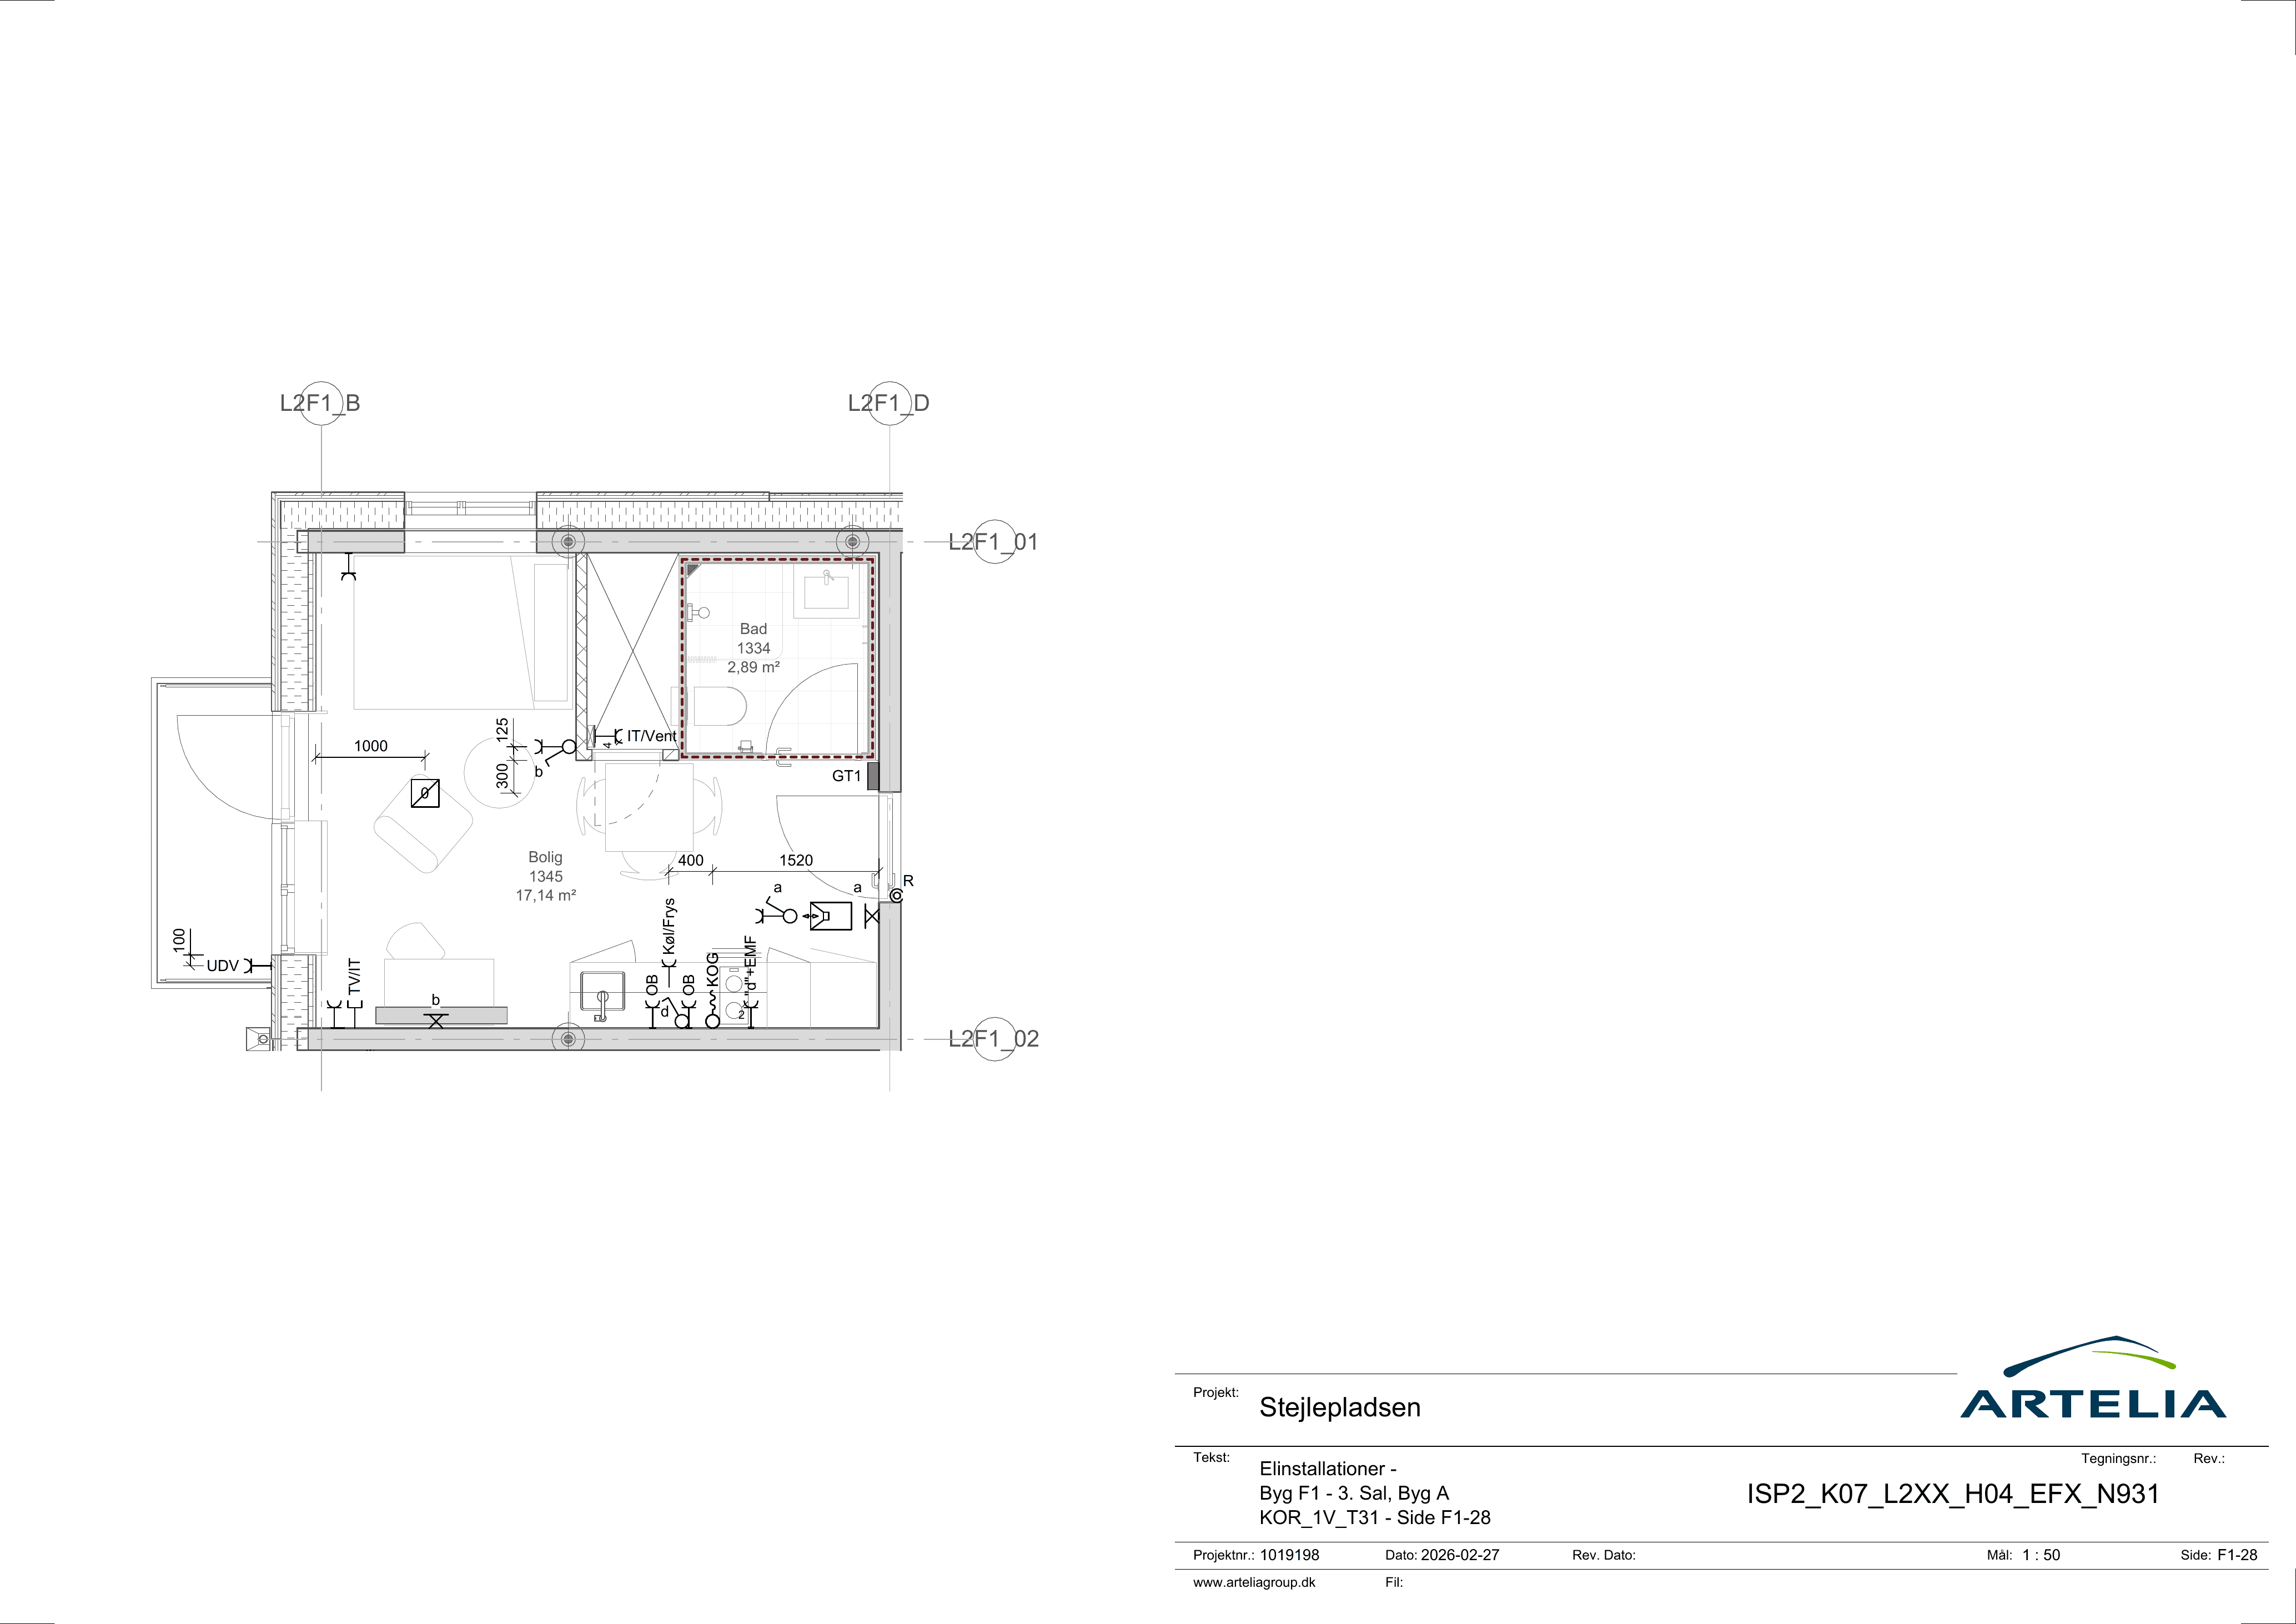 L2F1_B
L2F1_D
L2F1_01
Bad
1334
2,89 m²
125
IT/Vent
4
1000
b
300
GT1
0
Bolig
1345
17,14 m²
400
1520
R
a
a
Køl/Frys
100
UDV
TV/IT
b
OB
d
OB
KOG
"d"+EMF
2
L2F1_02
ARTELIA
Projekt:
Stejlepladsen
Tekst:
Elinstallationer -
Byg F1 - 3. Sal, Byg A
KOR_1V_T31 - Side F1-28
Tegningsnr.:
Rev.:
ISP2_K07_L2XX_H04_EFX_N931
Projektnr.: 1019198
Dato: 2026-02-27
Rev. Dato:
Mål: 1 : 50
Side: F1-28
www.arteliagroup.dk
Fil: